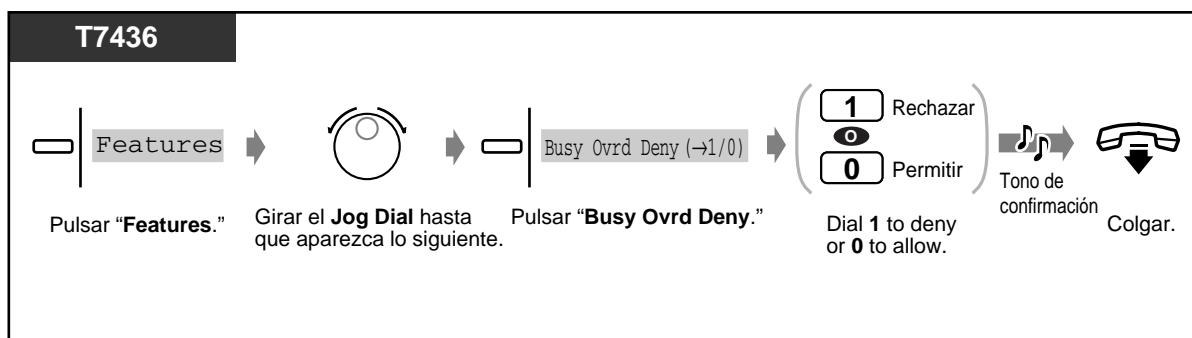 T7436
Features
Pulsar “Features.”
Girar el Jog Dial hasta
que aparezca lo siguiente.
Busy Ovrd Deny (→1/0)
Pulsar “Busy Ovrd Deny.”
1 Rechazar
O
0 Permitir
Dial 1 to deny
or 0 to allow.
Tono de
confirmación
Colgar.